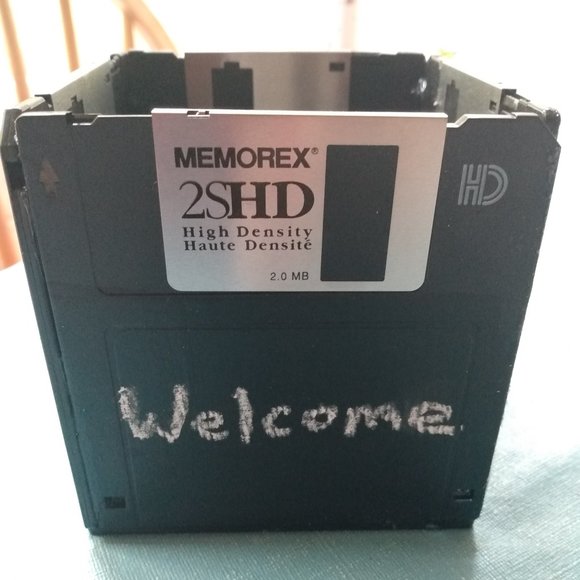 MEMOREX®
2SHD
High Density
Haute Densité
2.0 MB
HD
Welcome